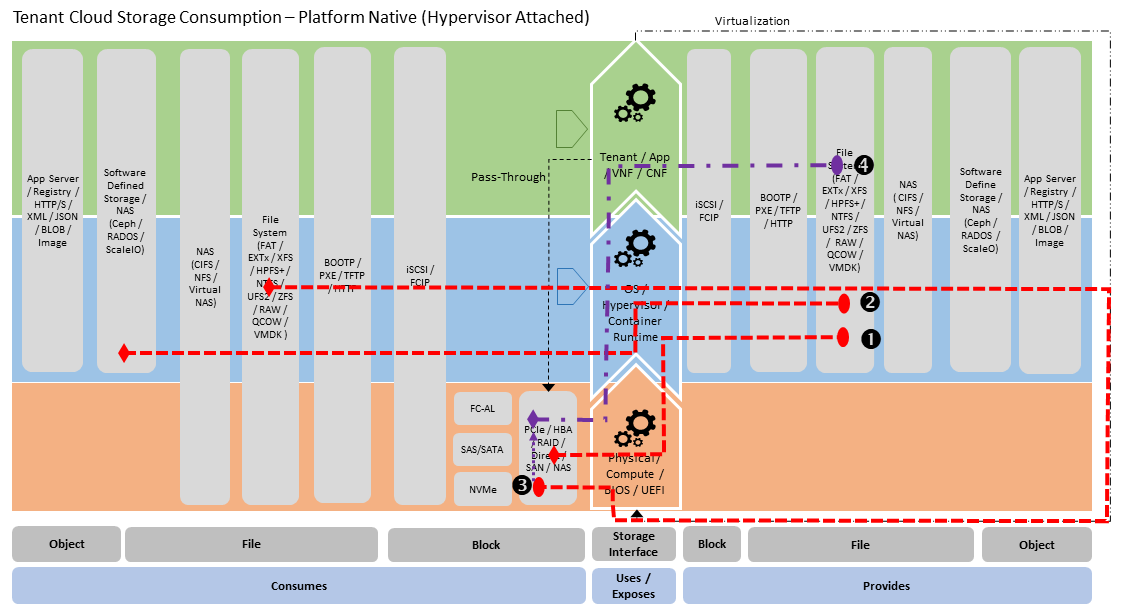 Tenant Cloud Storage Consumption – Platform Native (Hypervisor Attached)
Virtualization
App Server
/ Registry /
HTTP/S /
XML / JSON
/ BLOB /
Image
Software
Defined
Storage /
NAS
(Ceph /
RADOS /
ScaleIO)
NAS
(CIFS /
NFS /
Virtual
NAS)
File
System
(FAT /
EXTx / XFS
/ HPFS+/
NTFS /
UFS2 / ZFS
/ RAW /
QCOW /
VMDK )
BOOTP /
PXE / TFTP
/ HTTP
iSCSI /
FCIP
Pass-Through
FC-AL
SAS/SATA
NVMe
PCIe / HBA
/ RAID /
Direct /
SAN / NAS
❸
Tenant / App
/ VNF / CNF
OS /
Hypervisor /
Container
Runtime
Physical /
Compute /
BIOS / UEFI
iSCSI /
FCIP
BOOTP /
PXE / TFTP
/ HTTP
File
System
(FAT /
EXTx / XFS
/ HPFS+ /
NTFS /
UFS2 / ZFS
/ RAW /
QCOW /
VMDK)
❹
❷
❶
NAS
( CIFS /
NFS /
Virtual
NAS)
Software
Define
Storage /
NAS
(Ceph /
RADOS /
ScaleO)
App Server
/ Registry /
HTTP/S /
XML / JSON
/ BLOB /
Image
Object
File
Block
Storage
Interface
Block
File
Object
Consumes
Uses /
Exposes
Provides